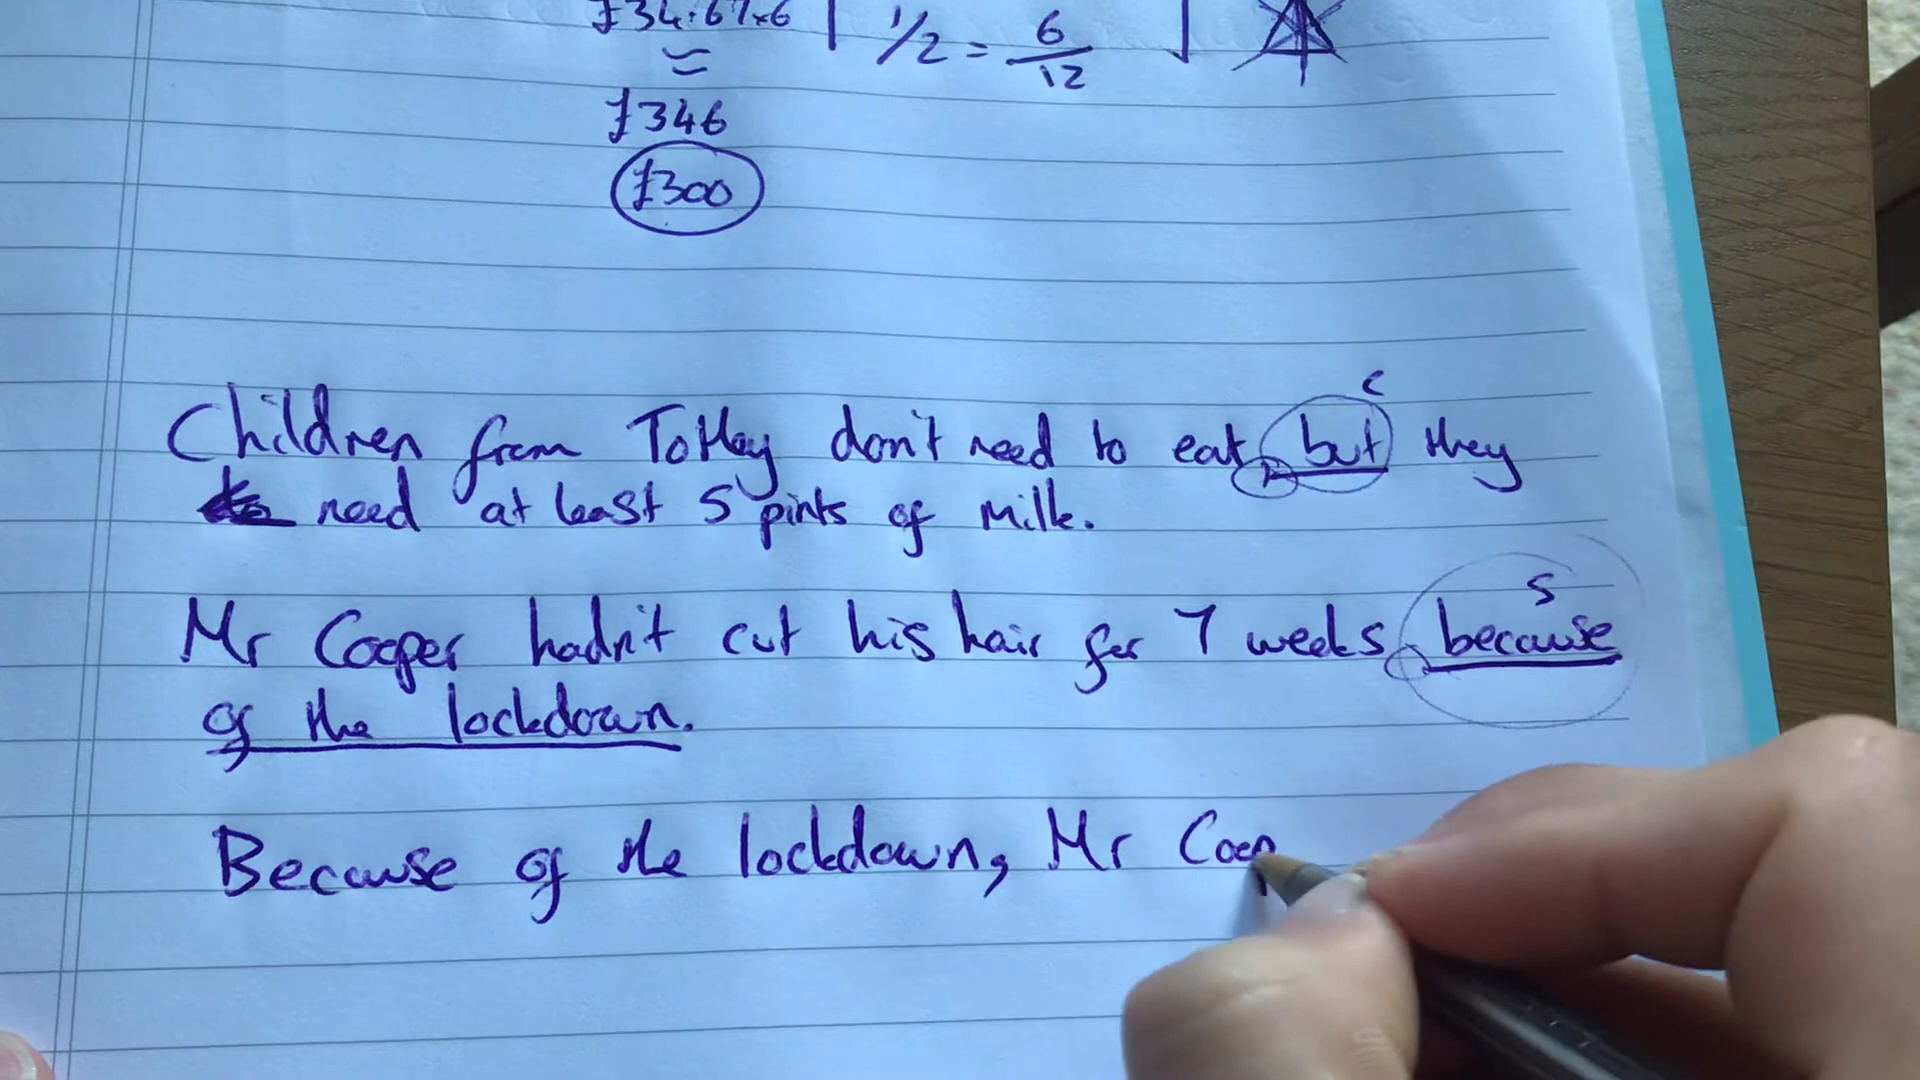 £34.67×6
1/2 = 6/12
≈
£346
£300
c
Children from Totley don't need to eat, but they
need at least 5 pints of milk.
s
Mr Cooper hadn't cut his hair for 7 weeks because
of the lockdown.
Because of the lockdown, Mr Coop